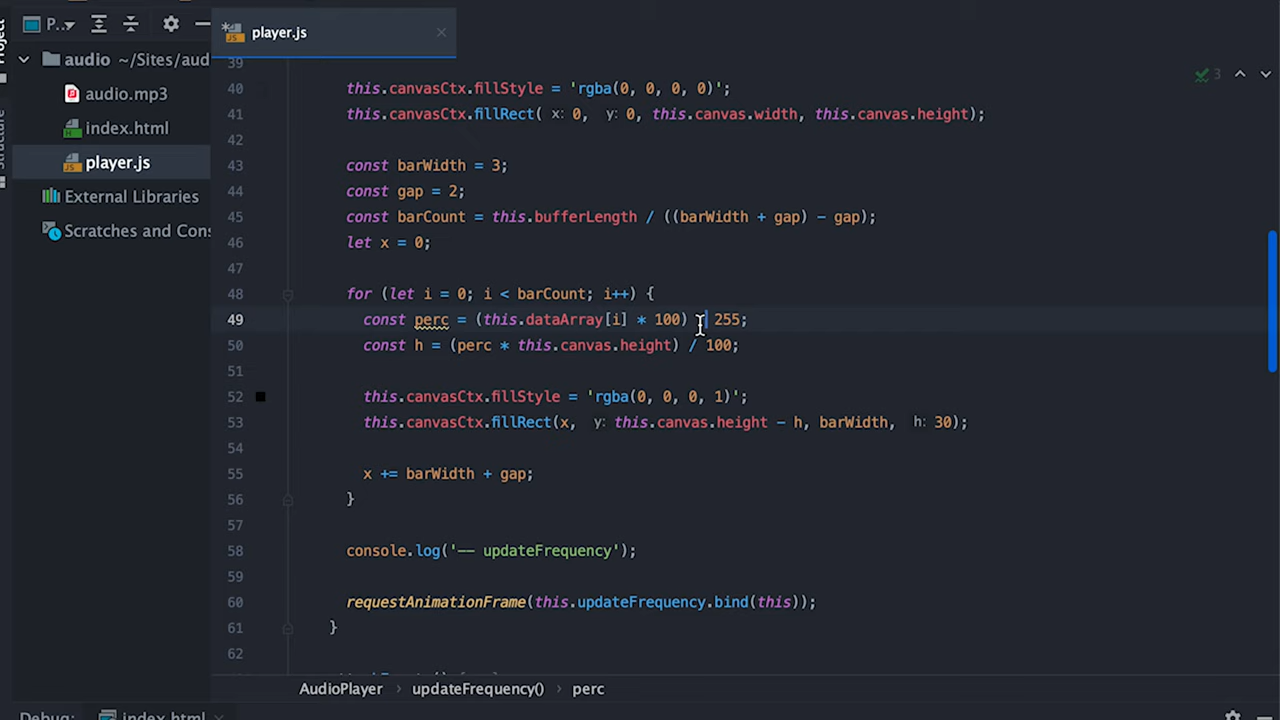 Project
P..
player.js
audio ~/Sites/aud
audio.mp3
index.html
player.js
External Libraries
Scratches and Cons
Structure
3
39
40 this.canvasCtx.fillStyle = 'rgba(0, 0, 0, 0)';
41 this.canvasCtx.fillRect( x: 0, y: 0, this.canvas.width, this.canvas.height);
42
43 const barWidth = 3;
44 const gap = 2;
45 const barCount = this.bufferLength / ((barWidth + gap) - gap);
46 let x = 0;
47
48 for (let i = 0; i < barCount; i++) {
49 const perc = (this.dataArray[i] * 100) / 255;
50 const h = (perc * this.canvas.height) / 100;
51
52 this.canvasCtx.fillStyle = 'rgba(0, 0, 0, 1)';
53 this.canvasCtx.fillRect(x, y: this.canvas.height - h, barWidth, h: 30);
54
55 x += barWidth + gap;
56 }
57
58 console.log('-- updateFrequency');
59
60 requestAnimationFrame(this.updateFrequency.bind(this));
61 }
62
AudioPlayer › updateFrequency() › perc
Debug: index.html